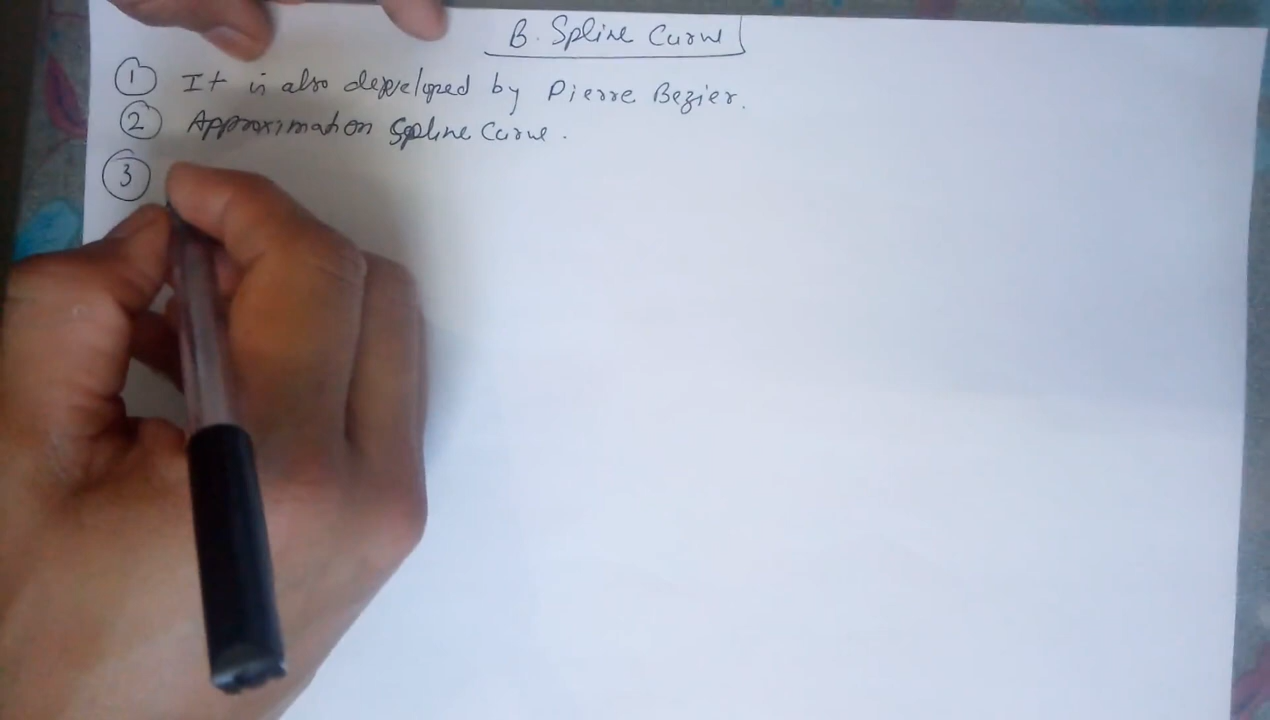 B. Spline Curve
① It is also developed by Pierre Bezier.
② Approximation Spline Curve.
③